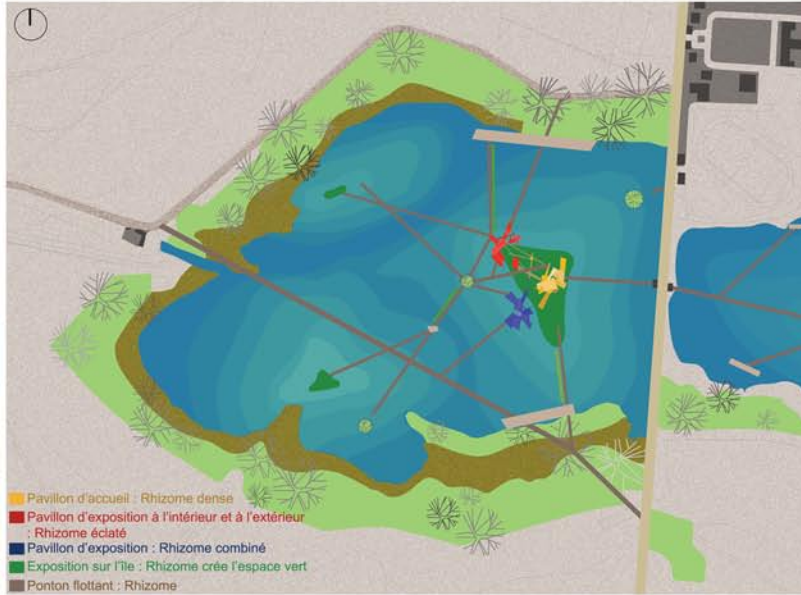 Pavillon d'accueil : Rhizome dense
Pavillon d'exposition à l'intérieur et à l'extérieur
: Rhizome éclaté
Pavillon d'exposition : Rhizome combiné
Exposition sur l'île : Rhizome crée l'espace vert
Ponton flottant : Rhizome